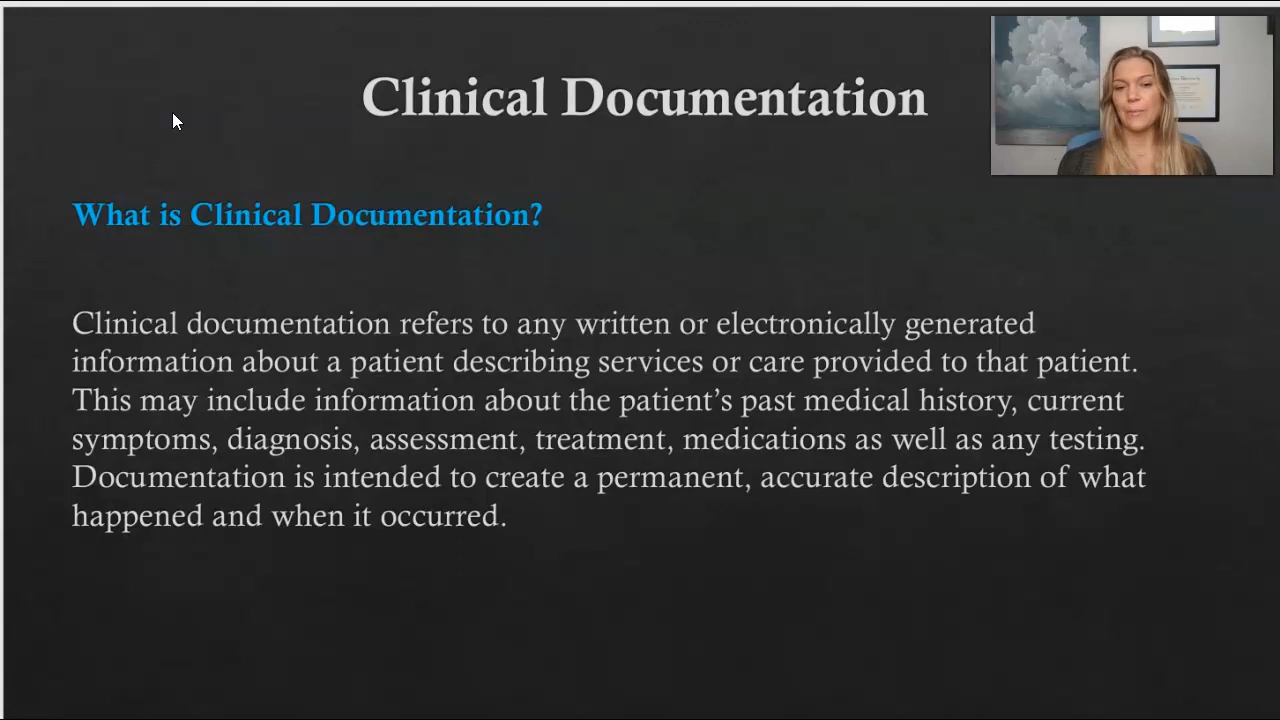 Clinical Documentation
What is Clinical Documentation?
Clinical documentation refers to any written or electronically generated
information about a patient describing services or care provided to that patient.
This may include information about the patient’s past medical history, current
symptoms, diagnosis, assessment, treatment, medications as well as any testing.
Documentation is intended to create a permanent, accurate description of what
happened and when it occurred.